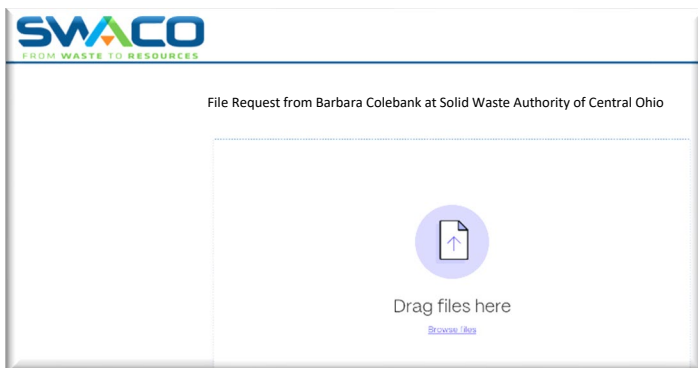 SWACO
FROM WASTE TO RESOURCES
File Request from Barbara Colebank at Solid Waste Authority of Central Ohio
Drag files here
Browse files